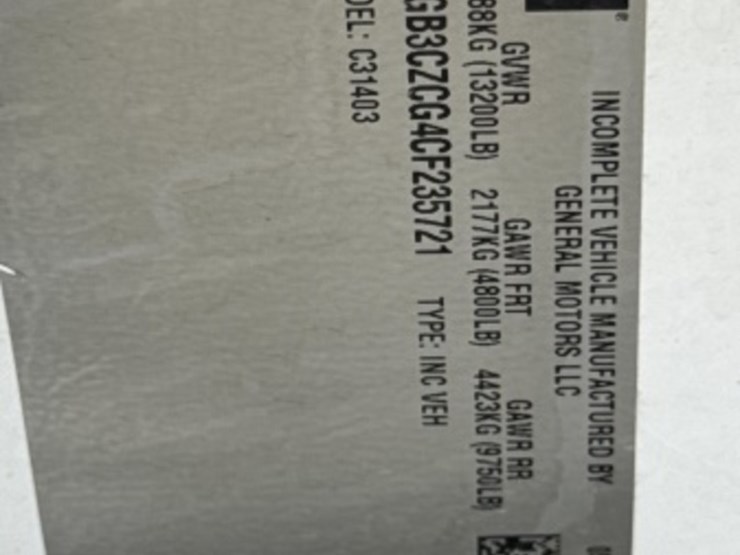 INCOMPLETE VEHICLE MANUFACTURED BY
GENERAL MOTORS LLC
GVWR GAWR FRT GAWR RR
88KG (13200LB) 2177KG (4800LB) 4423KG (9750LB)
GB3CZCG4CF235721 TYPE: INC VEH
DEL: C31403